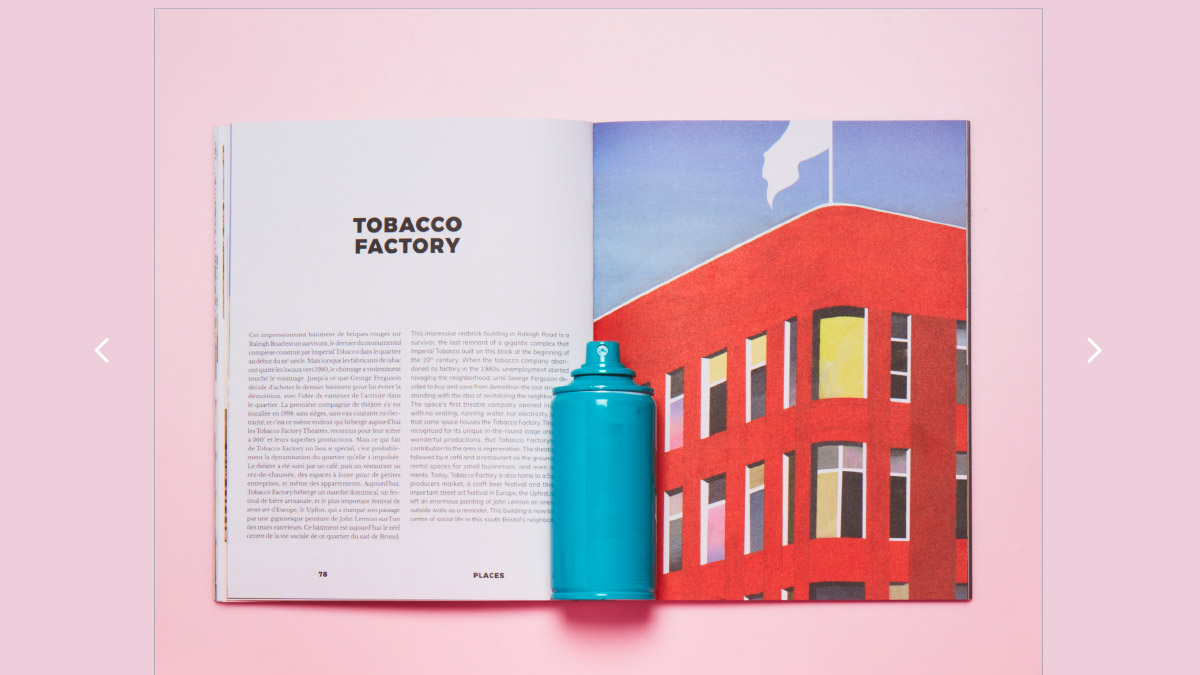 TOBACCO
FACTORY
Cet impressionnant bâtiment de briques rouges sur
Raleigh Road est un survivant, le dernier du monumental
complexe construit par Imperial Tobacco dans le quartier
au début du XXᵉ siècle. Mais lorsque les fabricants de tabac
ont quitté les locaux vers 1980, le chômage a violemment
touché le voisinage. Jusqu'à ce que George Ferguson
décide d'acheter le dernier bâtiment pour lui éviter la
démolition, avec l'idée de ramener de l'activité dans
le quartier. La première compagnie de théâtre s'y est
installée en 1998, sans sièges, sans eau courante ni élec-
tricité, et c'est ce même endroit qui héberge aujourd'hui
les Tobacco Factory Theatres, reconnus pour leur scène
à 360° et leurs superbes productions. Mais ce qui fait
de Tobacco Factory un lieu si spécial, c'est probable-
ment la dynamisation du quartier qu'elle a impulsée.
Le théâtre a été suivi par un café, puis un restaurant au
rez-de-chaussée, des espaces à louer pour de petites
entreprises, et même des appartements. Aujourd'hui,
Tobacco Factory héberge un marché dominical, un fes-
tival de bière artisanale, et le plus important festival de
street art d'Europe, le Upfest, qui a marqué son passage
par une gigantesque peinture de John Lennon sur l'un
des murs extérieurs. Ce bâtiment est aujourd'hui le réel
centre de la vie sociale de ce quartier du sud de Bristol.
This impressive redbrick building in Raleigh Road is a
survivor, the last remnant of a gigantic complex that
Imperial Tobacco built on this block at the beginning of
the 20ᵗʰ century. When the tobacco company aban-
doned its factory in the 1980s, unemployment started
ravaging the neighborhood, until George Ferguson de-
cided to buy and save from demolition the last
standing with the idea of revitalizing the
The space's first theatre company opened
with no seating, running water nor electricity
that same space houses the Tobacco Factory
recognized for its unique in-the-round stage
wonderful productions. But Tobacco Factory
contribution to the area is regeneration. The
followed by a café and a restaurant on the
rental spaces for small businesses, and even
ments. Today, Tobacco Factory is also home to
producers market, a craft beer festival and the
important street art festival in Europe, the Upfest,
left an enormous painting of John Lennon on
outside walls as a reminder. This building is now
centre of social life in this south Bristol's
78
PLACES